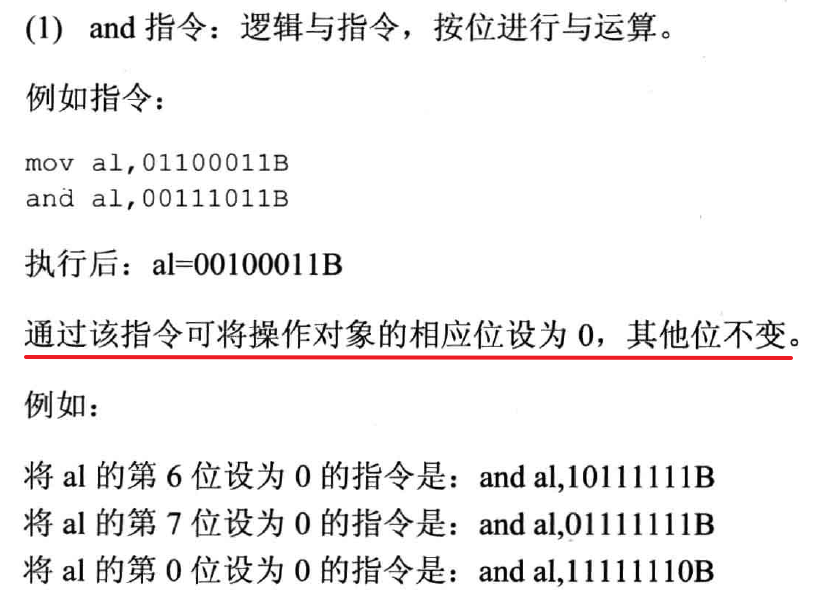 (1) and 指令：逻辑与指令，按位进行与运算。
例如指令：
mov al,01100011B
and al,00111011B
执行后：al=00100011B
通过该指令可将操作对象的相应位设为 0，其他位不变。
例如：
将 al 的第 6 位设为 0 的指令是：and al,10111111B
将 al 的第 7 位设为 0 的指令是：and al,01111111B
将 al 的第 0 位设为 0 的指令是：and al,11111110B